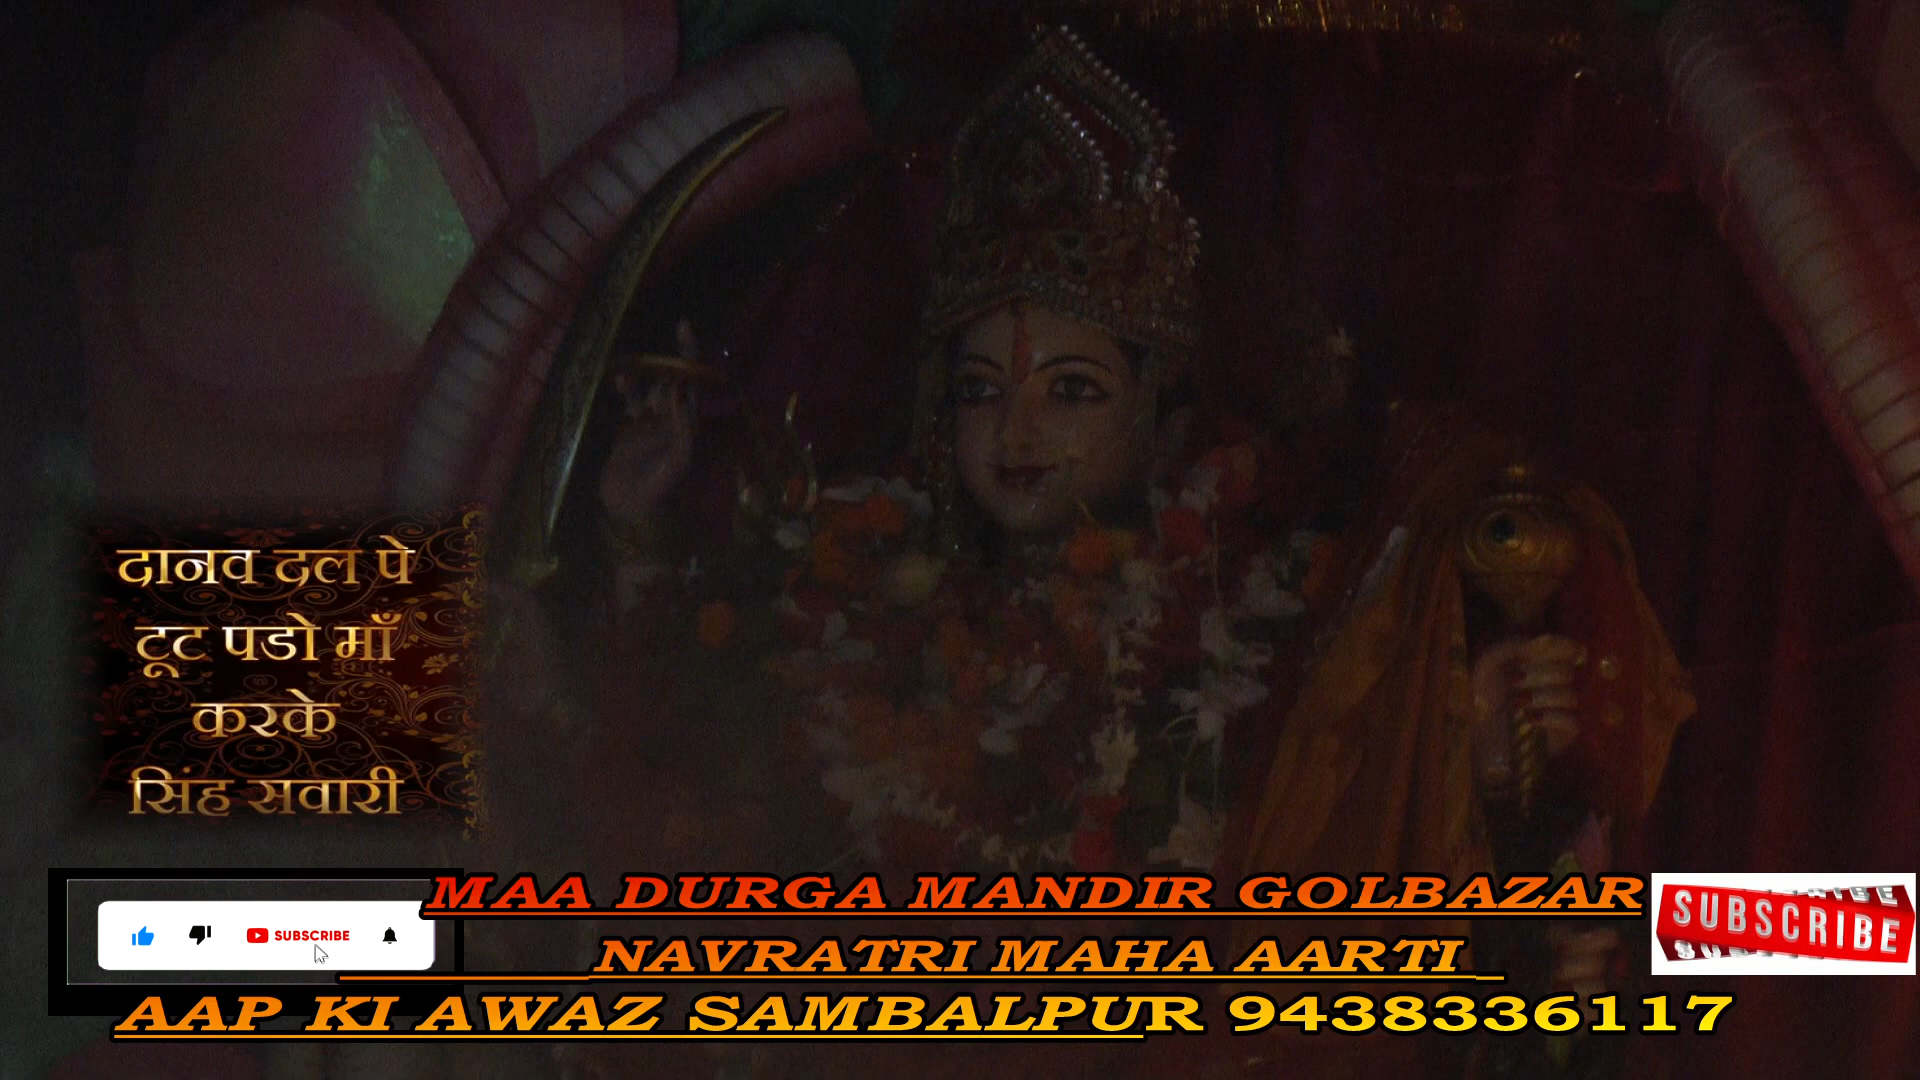 दानव दल पे
टूट पडो माँ
करके
सिंह सवारी
MAA DURGA MANDIR GOLBAZAR
SUBSCRIBE
SUBSCRIBE
NAVRATRI MAHA AARTI
AAP KI AWAZ SAMBALPUR 9438336117